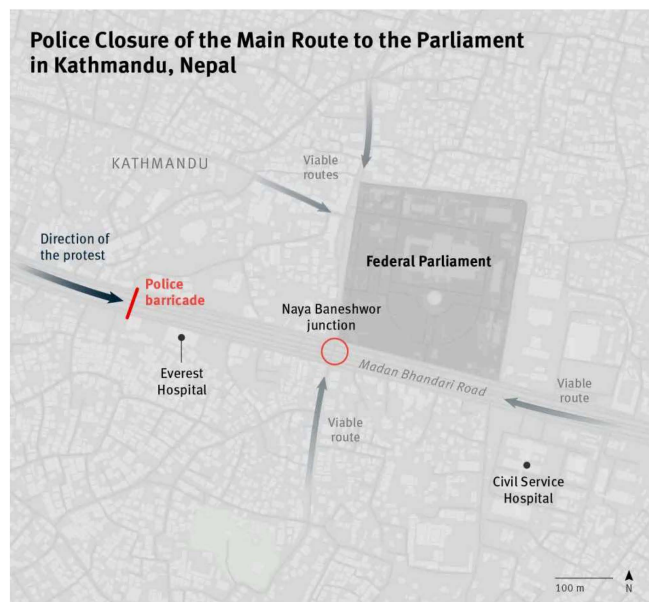 Police Closure of the Main Route to the Parliament
in Kathmandu, Nepal
KATHMANDU
Viable
routes
Direction of
the protest
Police
barricade
Federal Parliament
Naya Baneshwor
junction
Everest
Hospital
Madan Bhandari Road
Viable
route
Viable
route
Civil Service
Hospital
100 m
N